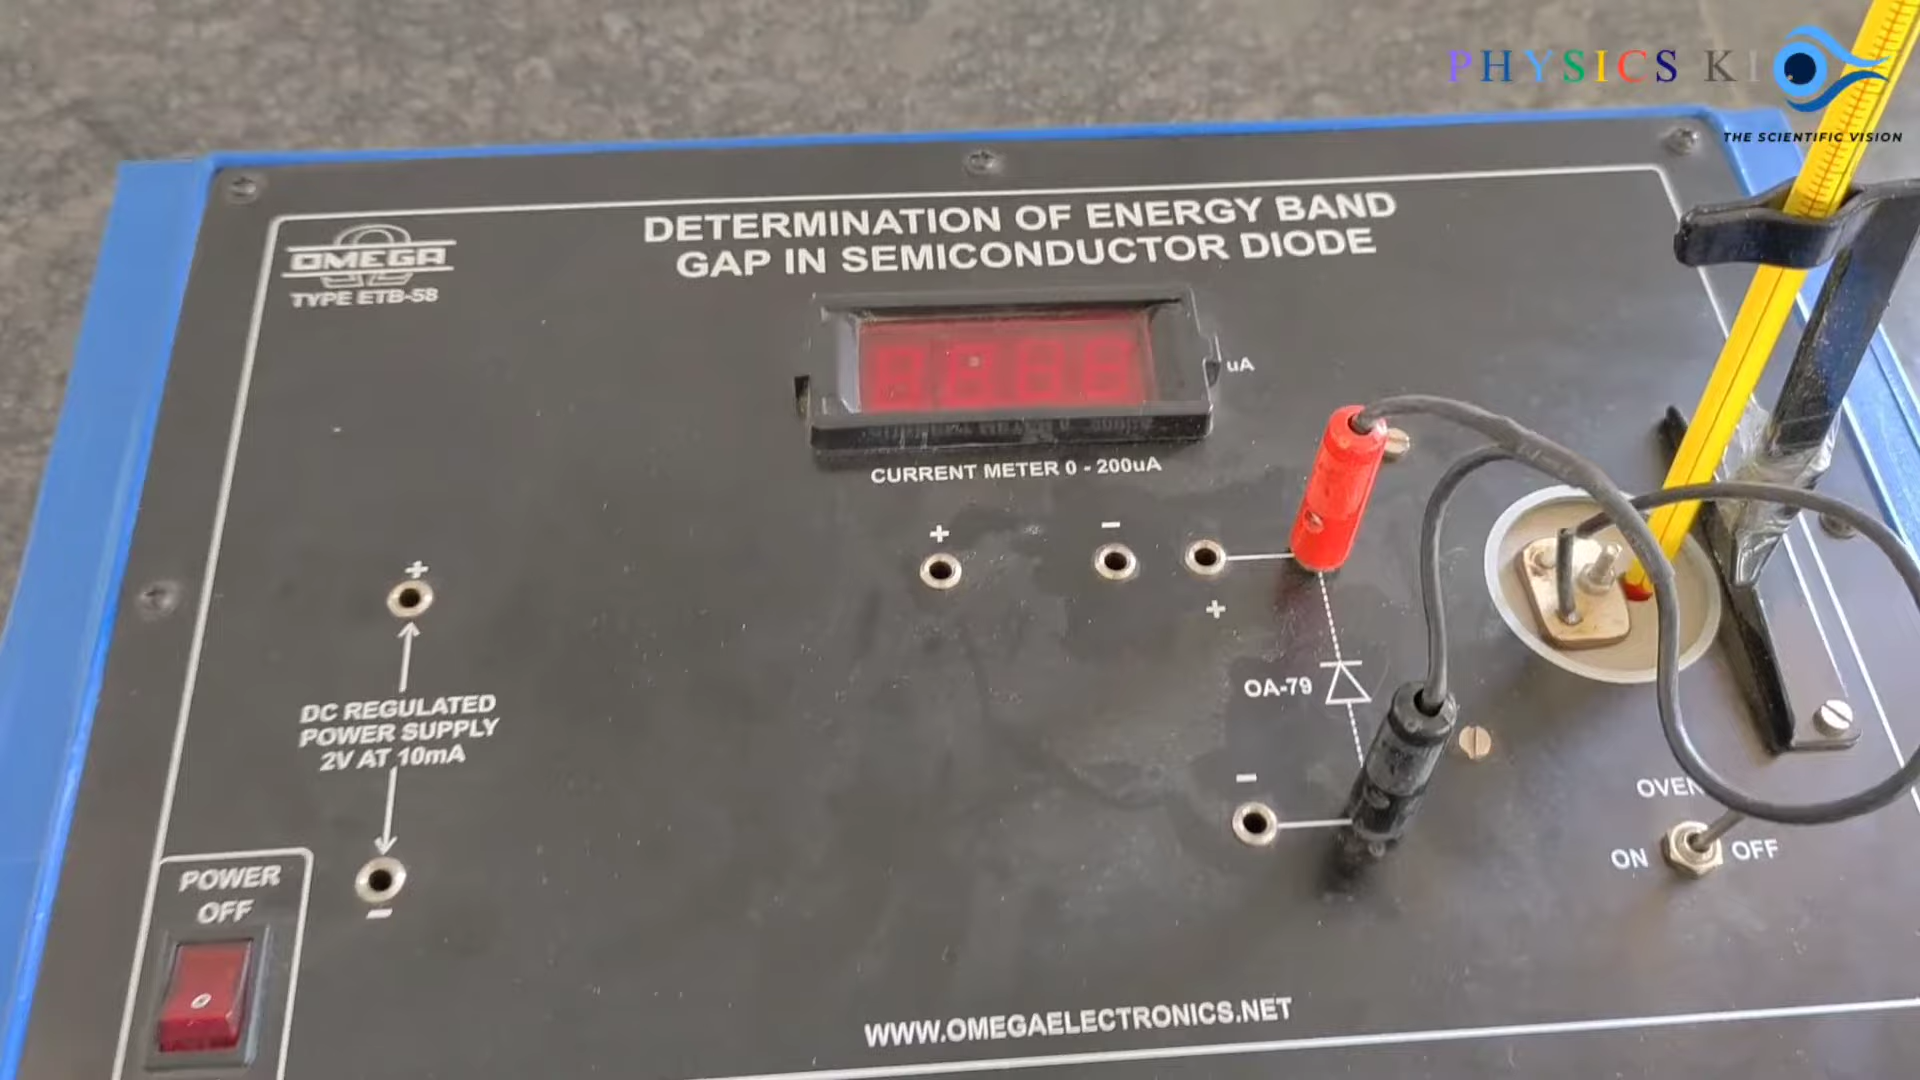 PHYSICS KI
THE SCIENTIFIC VISION
OMEGA
TYPE ETB-58
DETERMINATION OF ENERGY BAND
GAP IN SEMICONDUCTOR DIODE
uA
CURRENT METER 0 - 200uA
+
-
+
+
OA-79
DC REGULATED
POWER SUPPLY
2V AT 10mA
-
-
OVEN
ON
OFF
POWER
OFF
WWW.OMEGAELECTRONICS.NET